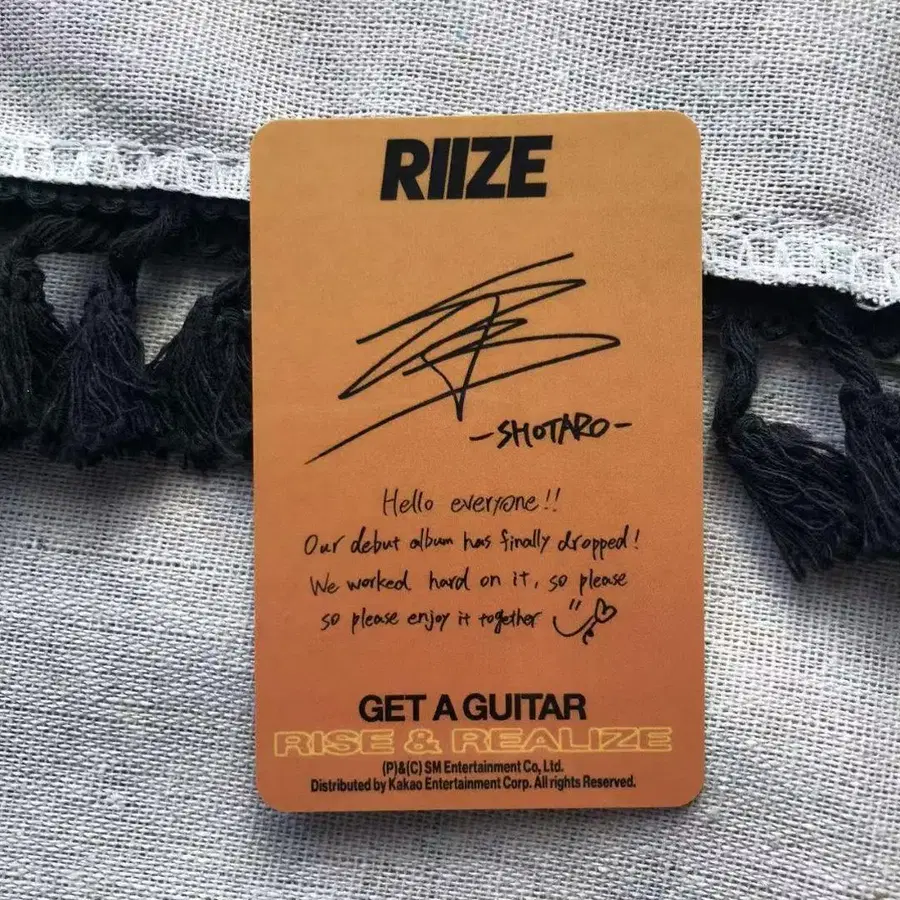 RIIZE
-SHOTARO-
Hello everyone!!
Our debut album has finally dropped!
We worked hard on it, so please
so please enjoy it together
GET A GUITAR
RISE & REALIZE
(P)&(C) SM Entertainment Co, Ltd.
Distributed by Kakao Entertainment Corp. All rights Reserved.